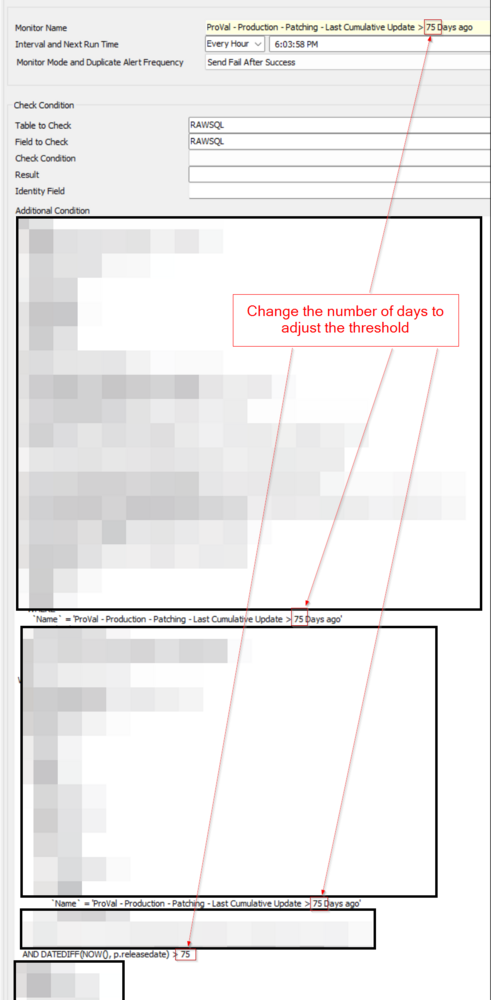 Monitor Name ProVal - Production - Patching - Last Cumulative Update > 75 Days ago
Interval and Next Run Time Every Hour 6:03:58 PM
Monitor Mode and Duplicate Alert Frequency Send Fail After Success
Check Condition
Table to Check RAWSQL
Field to Check RAWSQL
Check Condition
Result
Identity Field
Additional Condition
Change the number of days to
adjust the threshold
`Name` = 'ProVal - Production - Patching - Last Cumulative Update > 75 Days ago'
`Name` = 'ProVal - Production - Patching - Last Cumulative Update > 75 Days ago'
AND DATEDIFF(NOW(), p.releasedate) > 75